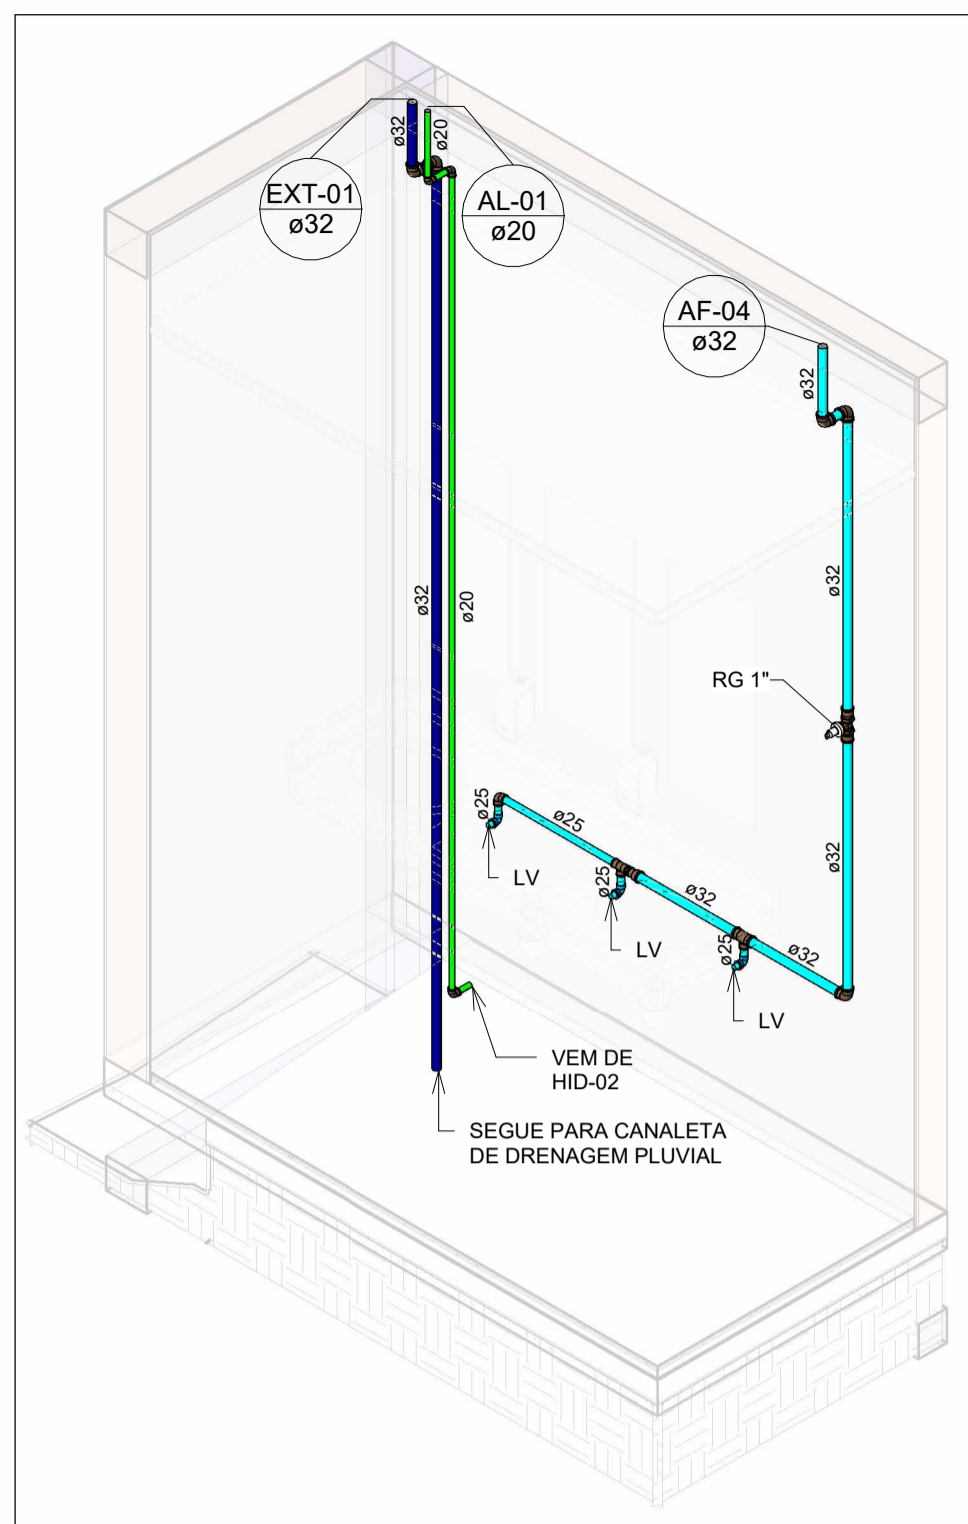 ø32
ø20
EXT-01
ø32
AL-01
ø20
AF-04
ø32
ø32
ø32
ø20
ø32
RG 1"
ø32
ø25
ø25
LV
ø25
ø32
LV
ø25
ø32
LV
VEM DE
HID-02
SEGUE PARA CANALETA
DE DRENAGEM PLUVIAL